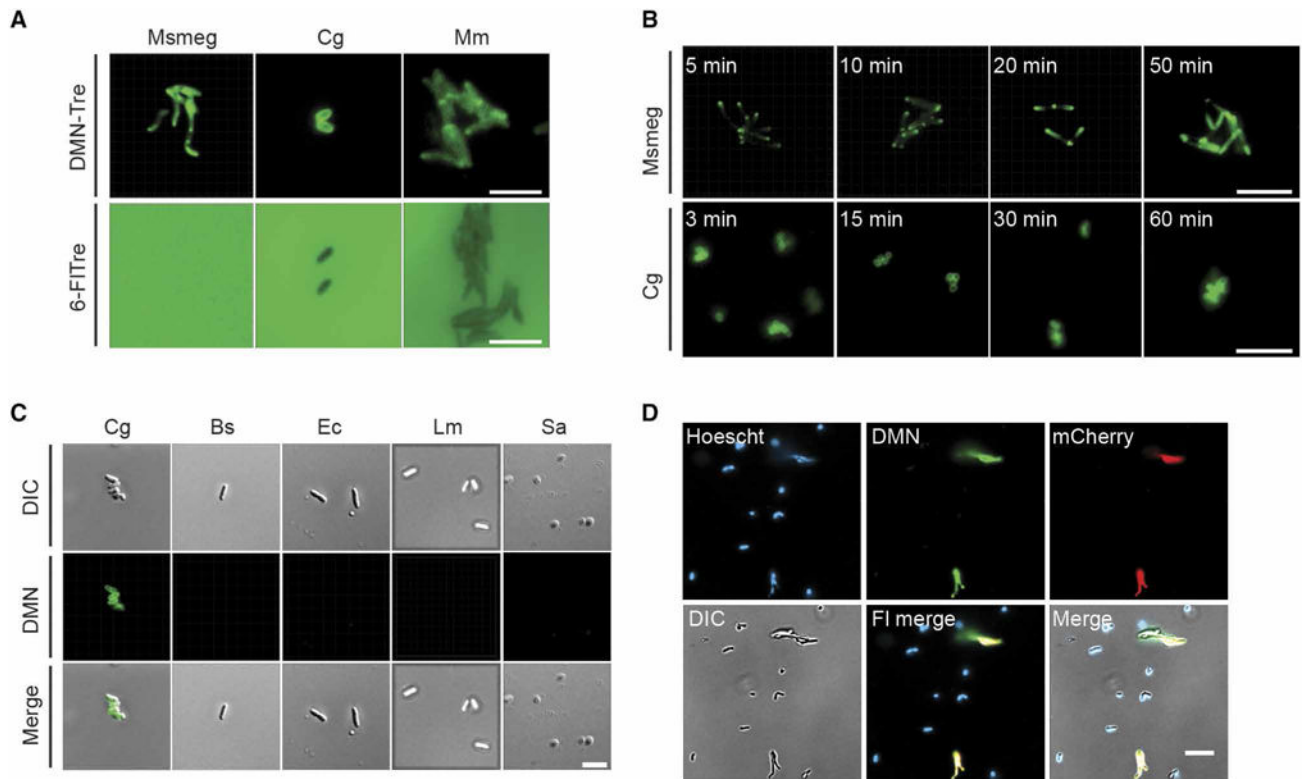 A
Msmeg Cg Mm
DMN-Tre
6-FlTre
B
5 min 10 min 20 min 50 min
Msmeg
3 min 15 min 30 min 60 min
Cg
C
Cg Bs Ec Lm Sa
DIC
DMN
Merge
D
Hoescht DMN mCherry
DIC Fl merge Merge